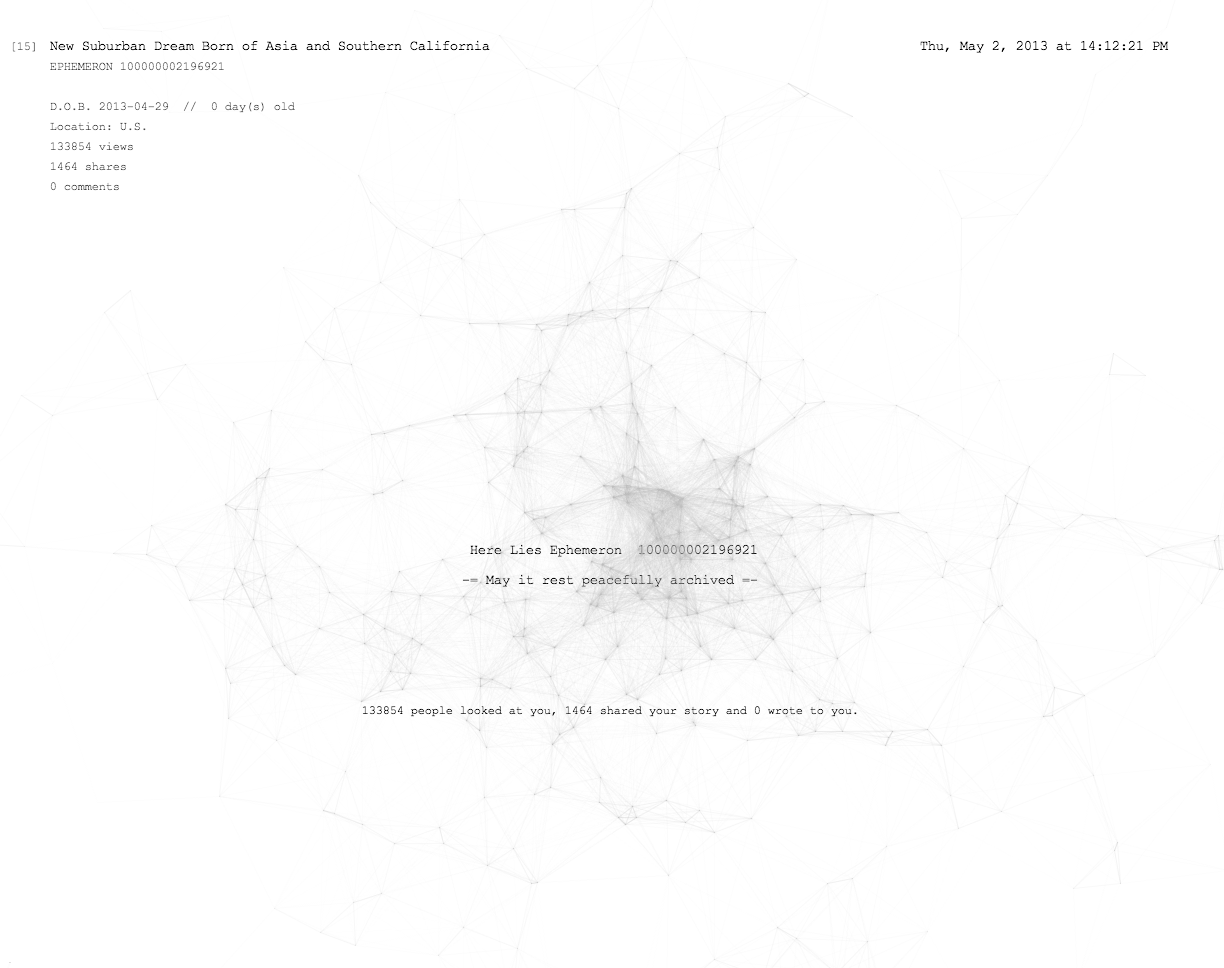 [15] New Suburban Dream Born of Asia and Southern California
Thu, May 2, 2013 at 14:12:21 PM
EPHEMERON 100000002196921
D.O.B. 2013-04-29 // 0 day(s) old
Location: U.S.
133854 views
1464 shares
0 comments
Here Lies Ephemeron 100000002196921
-= May it rest peacefully archived =-
133854 people looked at you, 1464 shared your story and 0 wrote to you.